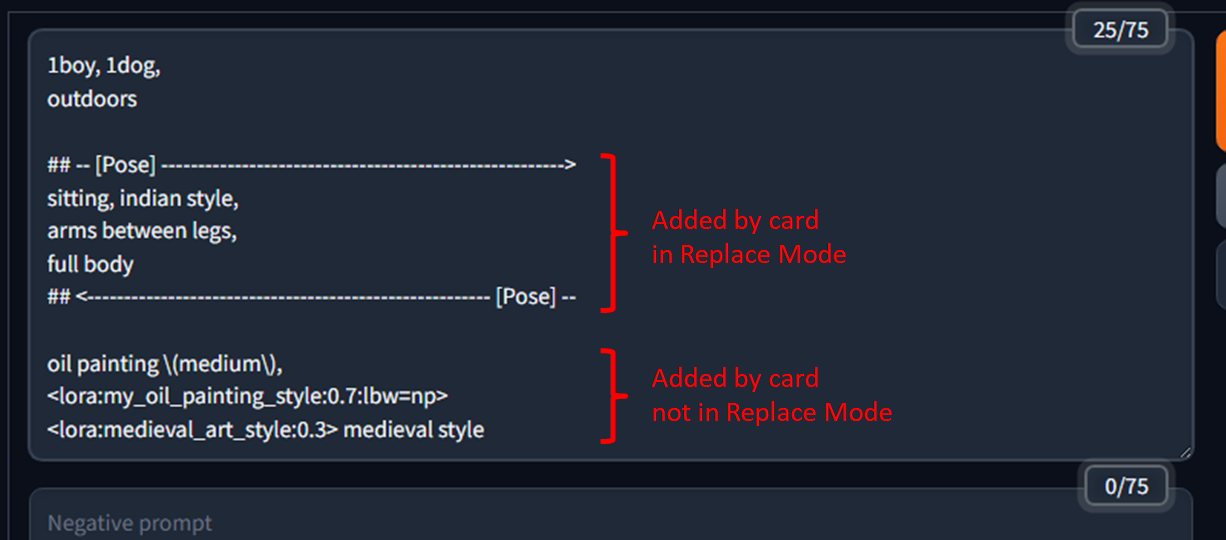 25/75
1boy, 1dog,
outdoors
## -- [Pose] ------------------------------------------------------->
sitting, indian style,
arms between legs,
full body
## <------------------------------------------------------- [Pose] --
Added by card
in Replace Mode
oil painting \(medium\),
<lora:my_oil_painting_style:0.7:lbw=np>
<lora:medieval_art_style:0.3> medieval style
Added by card
not in Replace Mode
0/75
Negative prompt